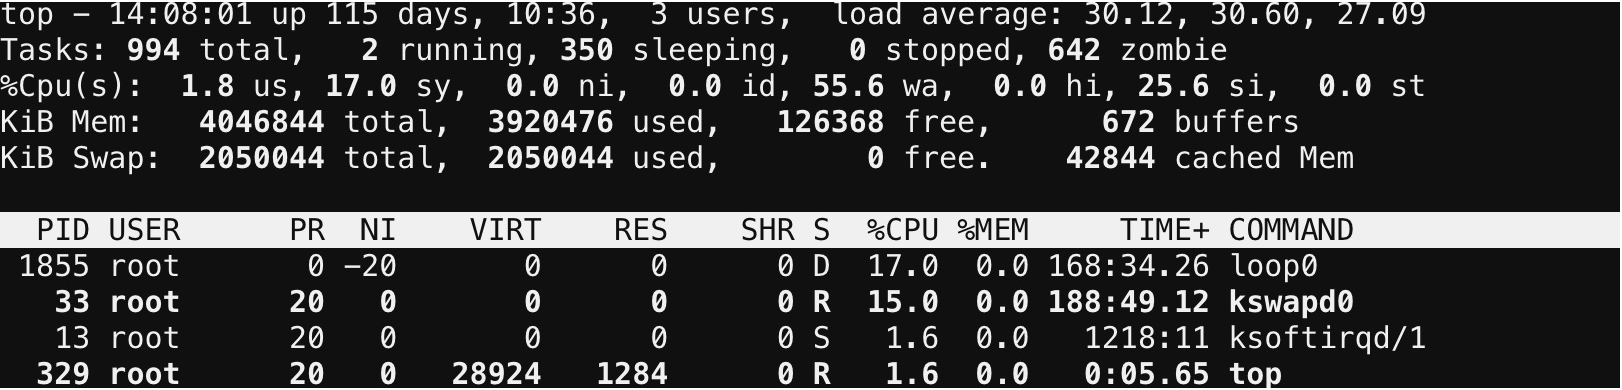 top - 14:08:01 up 115 days, 10:36,  3 users,  load average: 30.12, 30.60, 27.09
Tasks: 994 total,   2 running, 350 sleeping,   0 stopped, 642 zombie
%Cpu(s):  1.8 us, 17.0 sy,  0.0 ni,  0.0 id, 55.6 wa,  0.0 hi, 25.6 si,  0.0 st
KiB Mem:   4046844 total,  3920476 used,   126368 free,      672 buffers
KiB Swap:  2050044 total,  2050044 used,        0 free.    42844 cached Mem
  PID USER      PR  NI    VIRT    RES    SHR S  %CPU %MEM     TIME+ COMMAND
 1855 root       0 -20       0      0      0 D  17.0  0.0 168:34.26 loop0
   33 root      20   0       0      0      0 R  15.0  0.0 188:49.12 kswapd0
   13 root      20   0       0      0      0 S   1.6  0.0   1218:11 ksoftirqd/1
  329 root      20   0   28924   1284      0 R   1.6  0.0   0:05.65 top